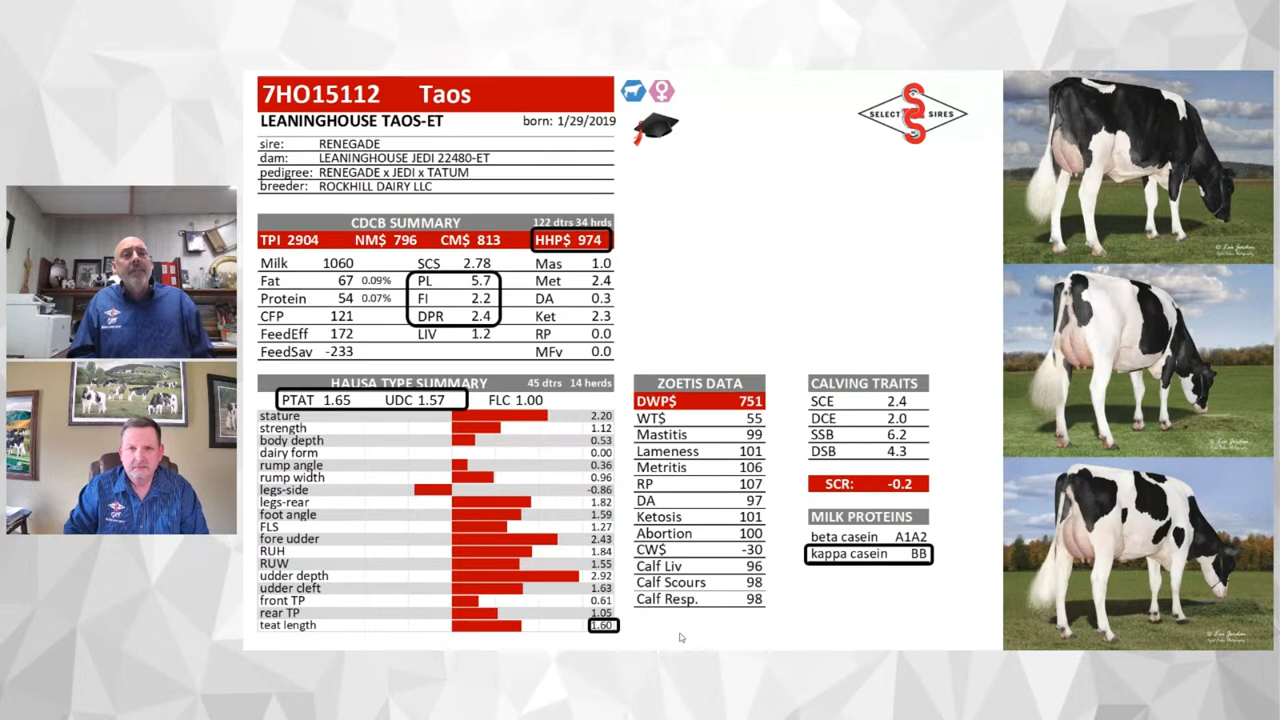 7HO15112 Taos
LEANINGHOUSE TAOS-ET born: 1/29/2019
sire: RENEGADE
dam: LEANINGHOUSE JEDI 22480-ET
pedigree: RENEGADE x JEDI x TATUM
breeder: ROCKHILL DAIRY LLC
SELECT SIRES
CDCB SUMMARY 122 dtrs 34 hrds
TPI 2904 NM$ 796 CM$ 813 HHP$ 974
Milk 1060 SCS 2.78 Mas 1.0
Fat 67 0.09% PL 5.7 Met 2.4
Protein 54 0.07% FI 2.2 DA 0.3
CFP 121 DPR 2.4 Ket 2.3
FeedEff 172 LIV 1.2 RP 0.0
FeedSav -233 MFv 0.0
HAUSA TYPE SUMMARY 45 dtrs 14 herds
PTAT 1.65 UDC 1.57 FLC 1.00
stature 2.20
strength 1.12
body depth 0.53
dairy form 0.00
rump angle 0.36
rump width 0.96
legs-side -0.86
legs-rear 1.82
foot angle 1.59
FLS 1.27
fore udder 2.43
RUH 1.84
RUW 1.55
udder depth 2.92
udder cleft 1.63
front TP 0.61
rear TP 1.05
teat length 1.60
ZOETIS DATA
DWP$ 751
WT$ 55
Mastitis 99
Lameness 101
Metritis 106
RP 107
DA 97
Ketosis 101
Abortion 100
CW$ -30
Calf Liv 96
Calf Scours 98
Calf Resp. 98
CALVING TRAITS
SCE 2.4
DCE 2.0
SSB 6.2
DSB 4.3
SCR: -0.2
MILK PROTEINS
beta casein A1A2
kappa casein BB